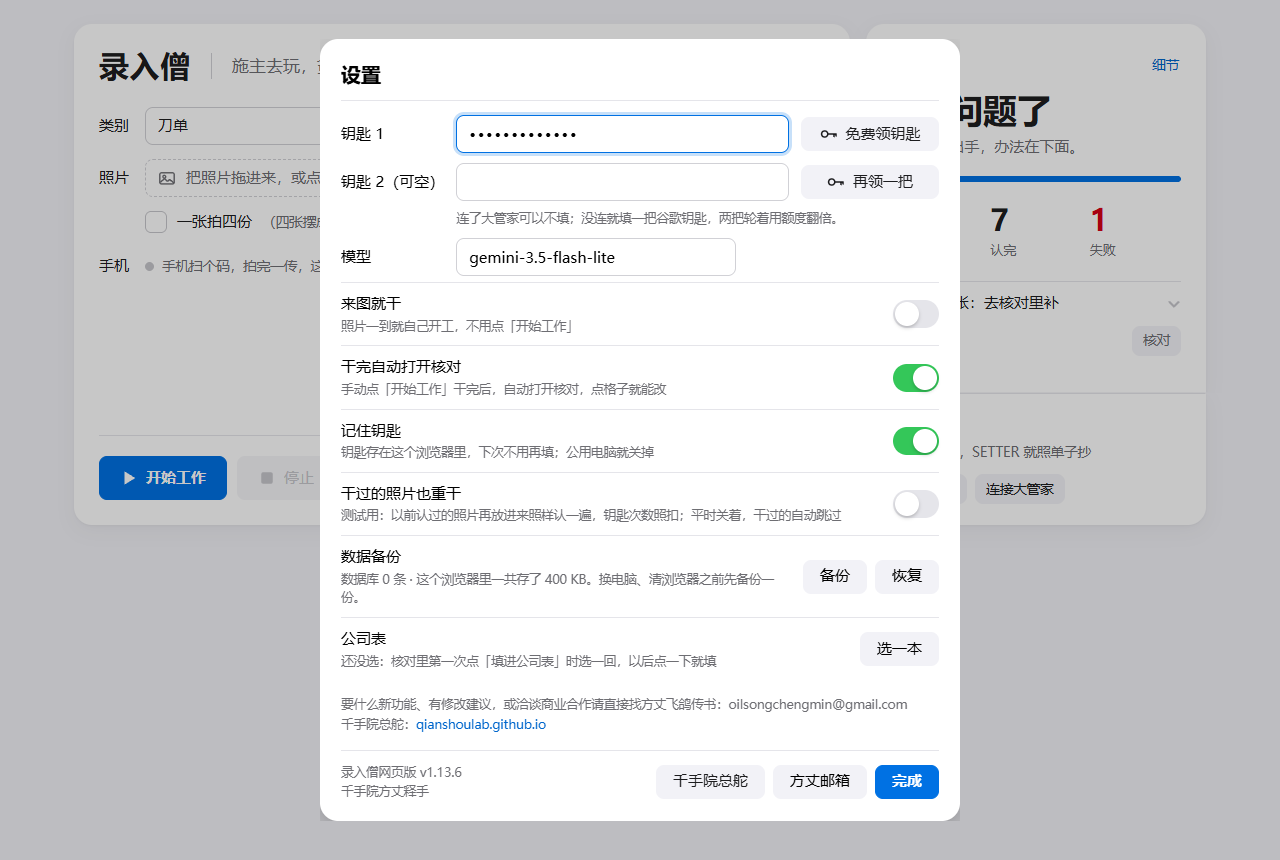 录入僧
施主去玩，
类别
刀单
照片
把照片拖进来，或点
一张拍四份
（四张摆
手机
手机扫个码，拍完一传，这
开始工作
停止
设置
钥匙 1
•••••••••••••
免费领钥匙
钥匙 2（可空）
再领一把
连了大管家可以不填；没连就填一把谷歌钥匙，两把轮着用额度翻倍。
模型
gemini-3.5-flash-lite
来图就干
照片一到就自己开工，不用点「开始工作」
干完自动打开核对
手动点「开始工作」干完后，自动打开核对，点格子就能改
记住钥匙
钥匙存在这个浏览器里，下次不用再填；公用电脑就关掉
干过的照片也重干
测试用：以前认过的照片再放进来照样认一遍，钥匙次数照扣；平时关着，干过的自动跳过
数据备份
数据库 0 条 · 这个浏览器里一共存了 400 KB。换电脑、清浏览器之前先备份一
份。
备份
恢复
公司表
还没选：核对里第一次点「填进公司表」时选一回，以后点一下就填
选一本
要什么新功能、有修改建议，或洽谈商业合作请直接找方丈飞鸽传书：oilsongchengmin@gmail.com
千手院总舵：qianshoulab.github.io
录入僧网页版 v1.13.6
千手院方丈释手
千手院总舵
方丈邮箱
完成
细节
问题了
出手，办法在下面。
7
认完
1
失败
张：去核对里补
核对
，SETTER 就照单子抄
连接大管家